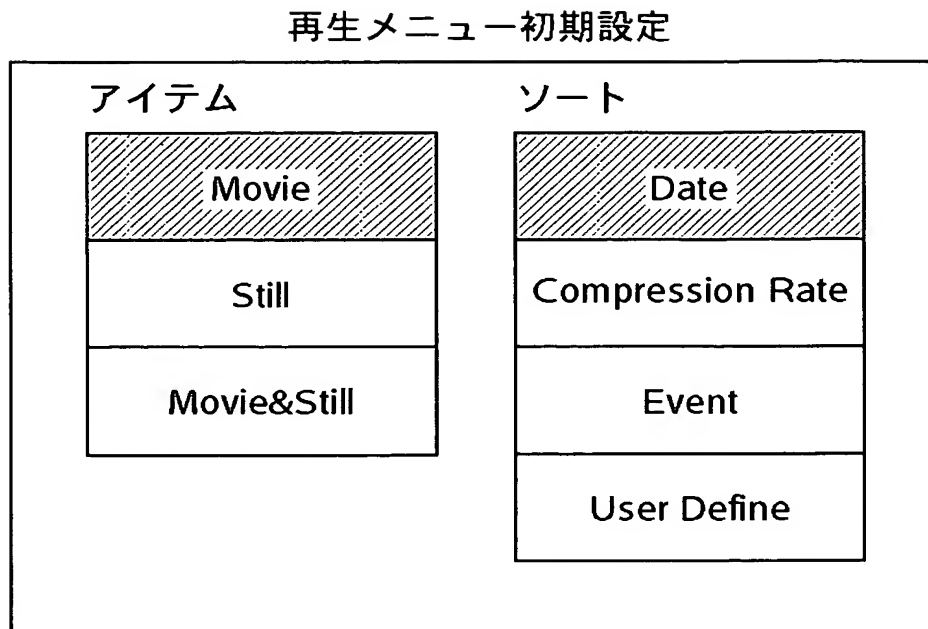 再生メニュー初期設定
アイテム
Movie
Still
Movie&Still
ソート
Date
Compression Rate
Event
User Define